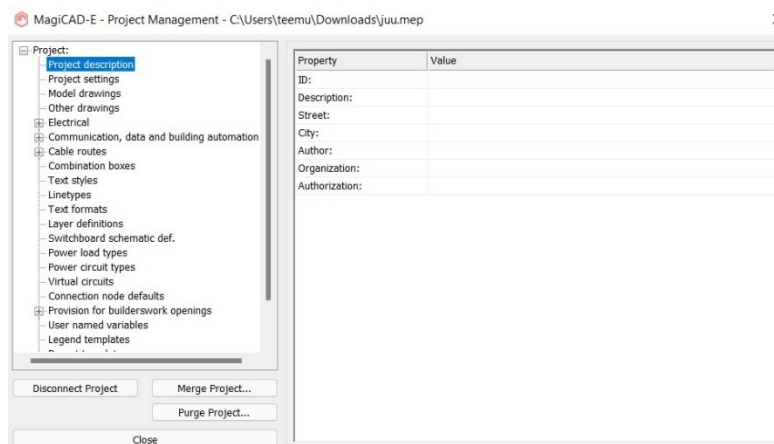 MagiCAD-E - Project Management - C:\Users\teemu\Downloads\juu.mep
Project:
Project description
Project settings
Model drawings
Other drawings
Electrical
Communication, data and building automation
Cable routes
Combination boxes
Text styles
Linetypes
Text formats
Layer definitions
Switchboard schematic def.
Power load types
Power circuit types
Virtual circuits
Connection node defaults
Provision for builderswork openings
User named variables
Legend templates
Disconnect Project Merge Project...
Purge Project...
Close
Property Value
ID:
Description:
Street:
City:
Author:
Organization:
Authorization: